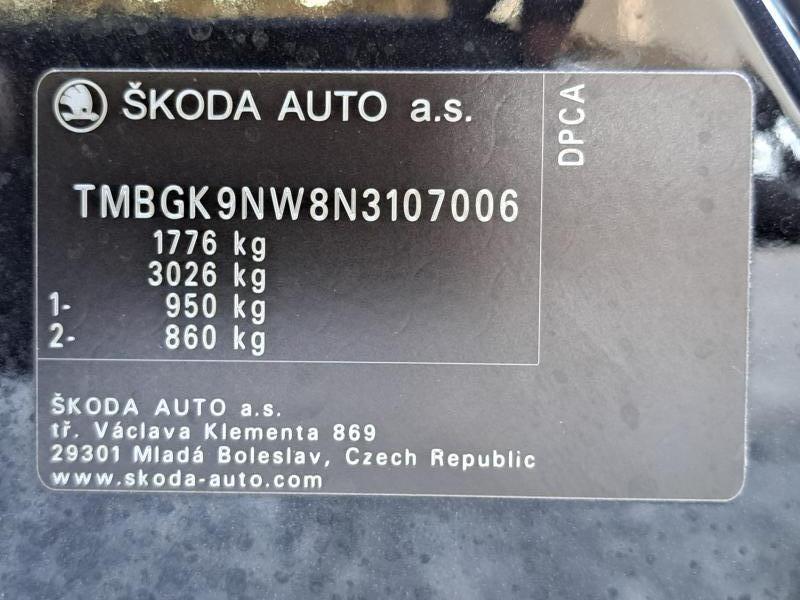 ŠKODA AUTO a.s.
DPCA
TMBGK9NW8N3107006
1776 kg
3026 kg
1- 950 kg
2- 860 kg
ŠKODA AUTO a.s.
tř. Václava Klementa 869
29301 Mladá Boleslav, Czech Republic
www.skoda-auto.com